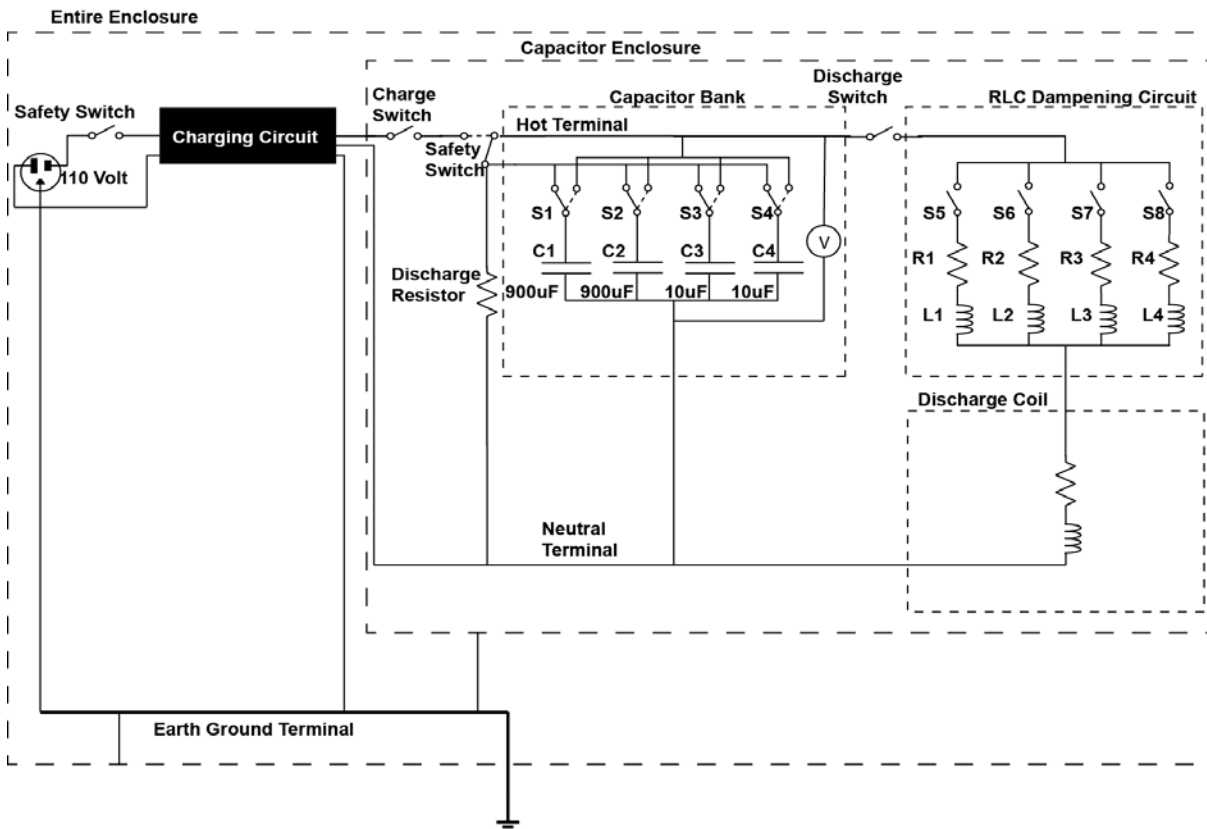 Entire Enclosure
Capacitor Enclosure
Safety Switch
Charging Circuit
110 Volt
Charge
Switch
Safety
Switch
Discharge
Resistor
Capacitor Bank
Hot Terminal
S1 S2 S3 S4
C1 C2 C3 C4
900uF 900uF 10uF 10uF
V
Discharge
Switch
RLC Dampening Circuit
S5 S6 S7 S8
R1 R2 R3 R4
L1 L2 L3 L4
Discharge Coil
Neutral
Terminal
Earth Ground Terminal